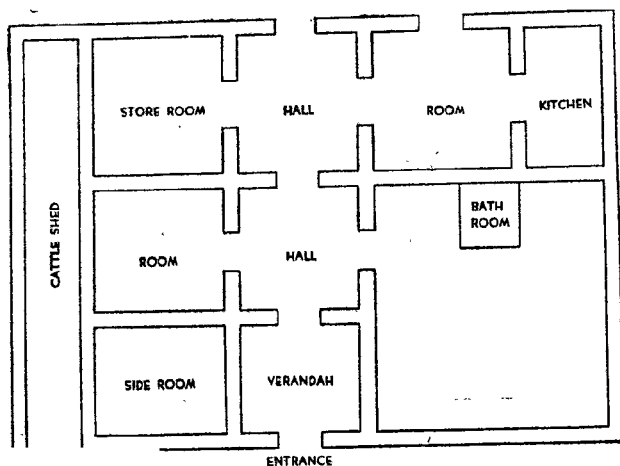 STORE ROOM
HALL
ROOM
KITCHEN
BATH
ROOM
CATTLE SHED
ROOM
HALL
SIDE ROOM
VERANDAH
ENTRANCE